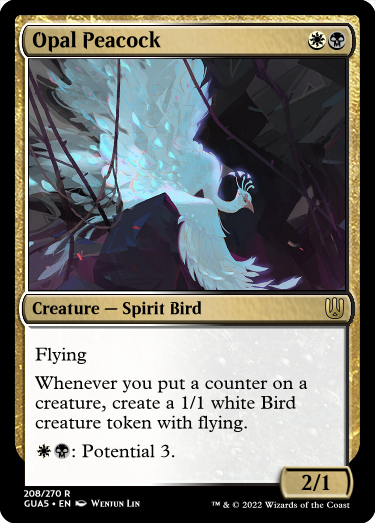 Opal Peacock
Creature — Spirit Bird
Flying
Whenever you put a counter on a
creature, create a 1/1 white Bird
creature token with flying.
: Potential 3.
2/1
208/270 R
GUA5 • EN Wenjun Lin
™ & © 2022 Wizards of the Coast